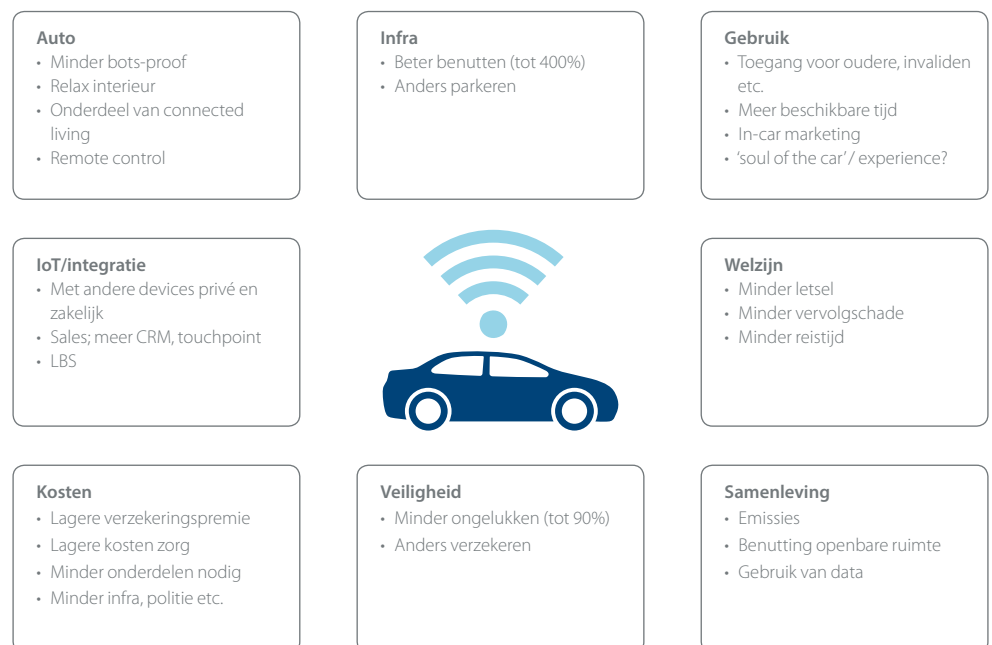 Auto
• Minder bots-proof
• Relax interieur
• Onderdeel van connected
living
• Remote control
Infra
• Beter benutten (tot 400%)
• Anders parkeren
Gebruik
• Toegang voor oudere, invaliden
etc.
• Meer beschikbare tijd
• In-car marketing
• ‘soul of the car’ / experience?
IoT/integratie
• Met andere devices privé en
zakelijk
• Sales; meer CRM, touchpoint
• LBS
Welzijn
• Minder letsel
• Minder vervolgschade
• Minder reistijd
Kosten
• Lagere verzekeringspremie
• Lagere kosten zorg
• Minder onderdelen nodig
• Minder infra, politie etc.
Veiligheid
• Minder ongelukken (tot 90%)
• Anders verzekeren
Samenleving
• Emissies
• Benutting openbare ruimte
• Gebruik van data